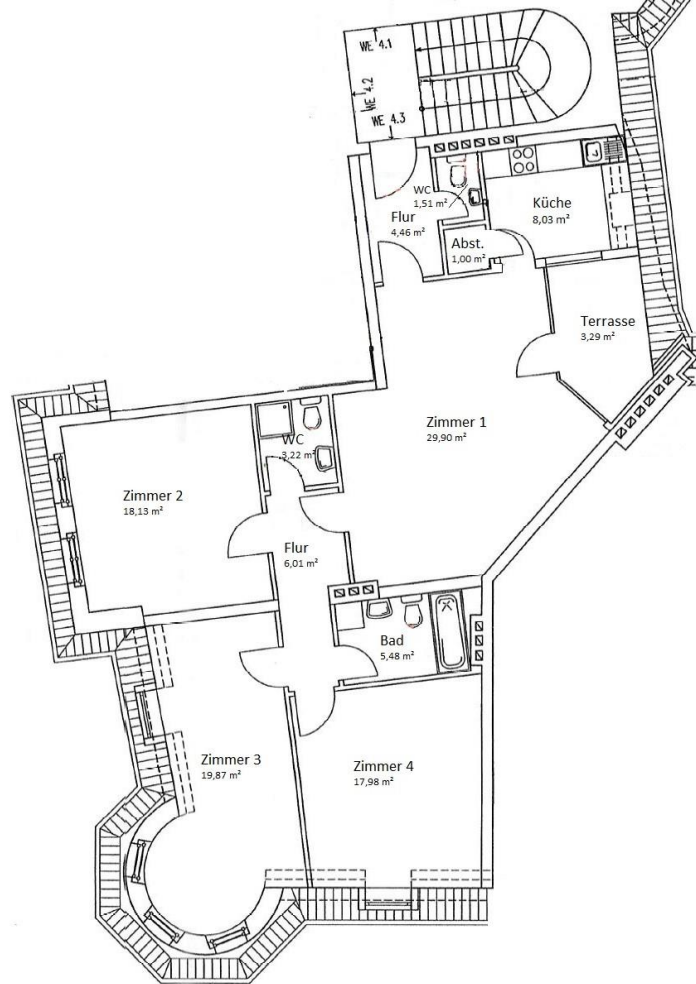 WE 4.1
WE 4.2
WE 4.3
WC
1,51 m²
Küche
8,03 m²
Flur
4,46 m²
Abst.
1,00 m²
Terrasse
3,29 m²
Zimmer 1
29,90 m²
WC
3,22 m²
Zimmer 2
18,13 m²
Flur
6,01 m²
Bad
5,48 m²
Zimmer 3
19,87 m²
Zimmer 4
17,98 m²